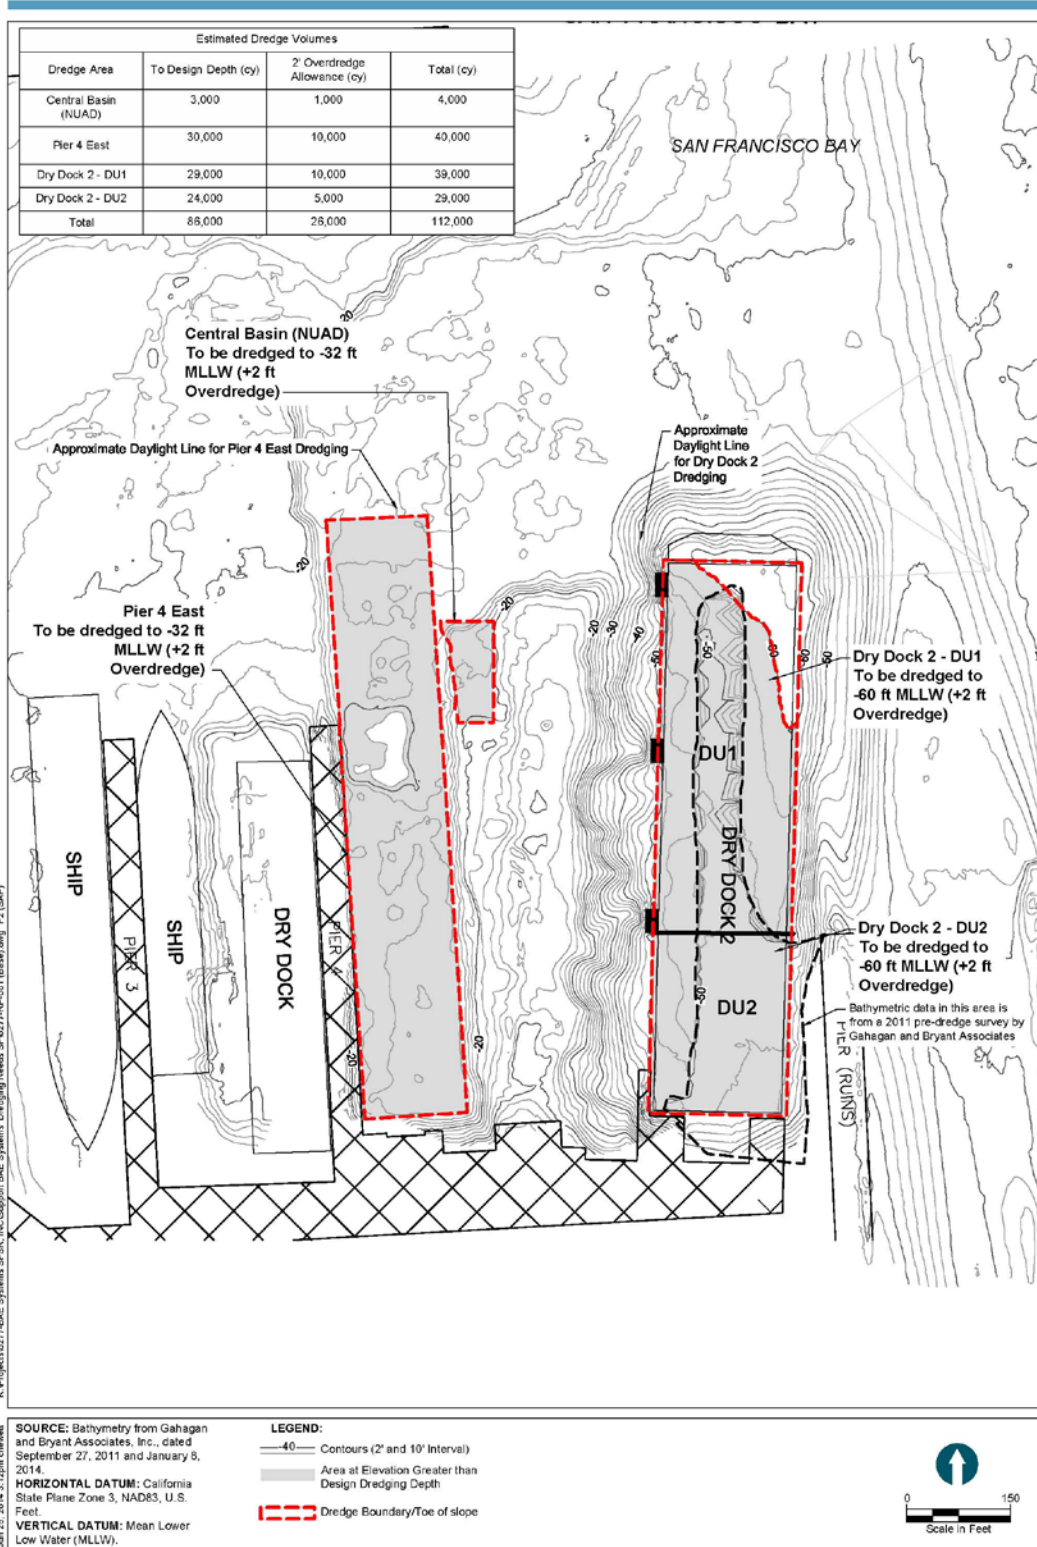 Estimated Dredge Volumes
Dredge Area To Design Depth (cy) 2' Overdredge Allowance (cy) Total (cy)
Central Basin (NUAD) 3,000 1,000 4,000
Pier 4 East 30,000 10,000 40,000
Dry Dock 2 - DU1 29,000 10,000 39,000
Dry Dock 2 - DU2 24,000 5,000 29,000
Total 86,000 26,000 112,000
SAN FRANCISCO BAY
Central Basin (NUAD)
To be dredged to -32 ft
MLLW (+2 ft
Overdredge)
Approximate Daylight Line for Pier 4 East Dredging
Approximate
Daylight Line
for Dry Dock 2
Dredging
Pier 4 East
To be dredged to -32 ft
MLLW (+2 ft
Overdredge)
Dry Dock 2 - DU1
To be dredged to
-60 ft MLLW (+2 ft
Overdredge)
-20
-20
-20
-30
-40
-50
-50
-60
-60
-50
DU1
DRY DOCK 2
DU2
-50
Dry Dock 2 - DU2
To be dredged to
-60 ft MLLW (+2 ft
Overdredge)
Bathymetric data in this area is
from a 2011 pre-dredge survey by
Gahagan and Bryant Associates
PIER (RUINS)
SHIP
PIER 3
SHIP
DRY DOCK
PIER 4
-20
-20
-20
SOURCE: Bathymetry from Gahagan
and Bryant Associates, Inc., dated
September 27, 2011 and January 8,
2014.
HORIZONTAL DATUM: California
State Plane Zone 3, NAD83, U.S.
Feet.
VERTICAL DATUM: Mean Lower
Low Water (MLLW).
LEGEND:
-40 Contours (2' and 10' Interval)
Area at Elevation Greater than
Design Dredging Depth
Dredge Boundary/Toe of slope
0 150
Scale in Feet